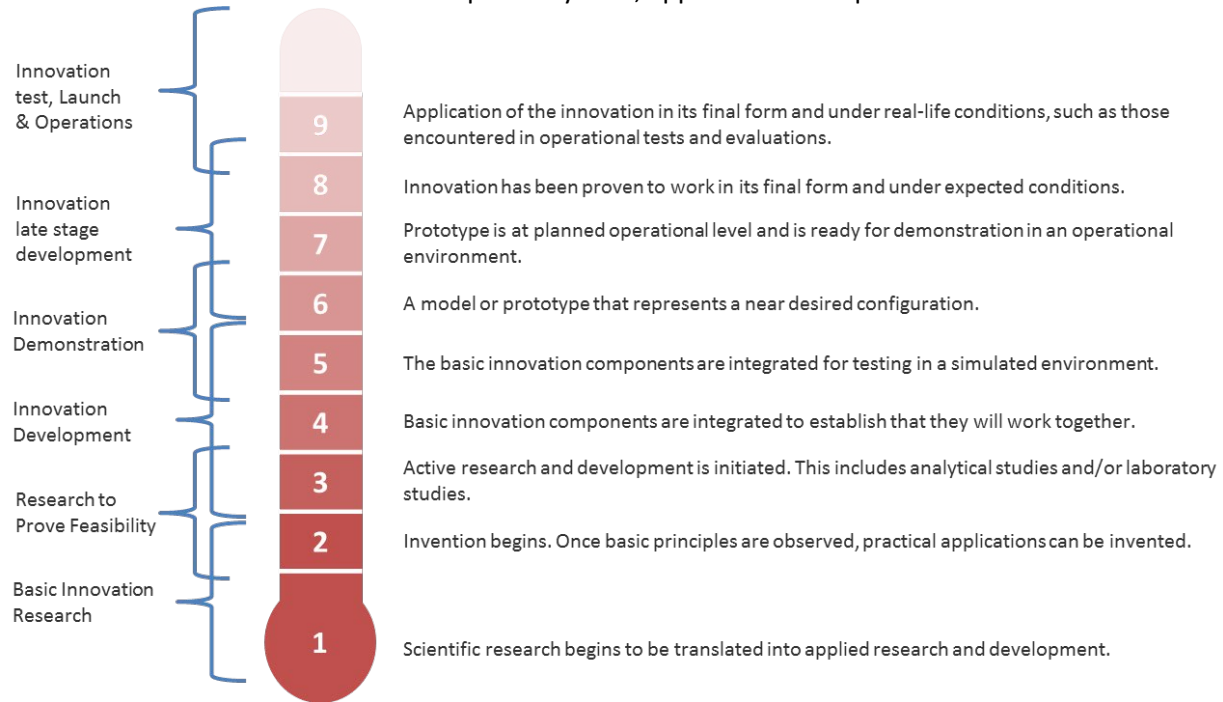 Innovation
test, Launch
& Operations
9
Application of the innovation in its final form and under real-life conditions, such as those
encountered in operational tests and evaluations.
8
Innovation has been proven to work in its final form and under expected conditions.
Innovation
late stage
development
7
Prototype is at planned operational level and is ready for demonstration in an operational
environment.
6
A model or prototype that represents a near desired configuration.
Innovation
Demonstration
5
The basic innovation components are integrated for testing in a simulated environment.
Innovation
Development
4
Basic innovation components are integrated to establish that they will work together.
3
Active research and development is initiated. This includes analytical studies and/or laboratory
studies.
Research to
Prove Feasibility
2
Invention begins. Once basic principles are observed, practical applications can be invented.
Basic Innovation
Research
1
Scientific research begins to be translated into applied research and development.